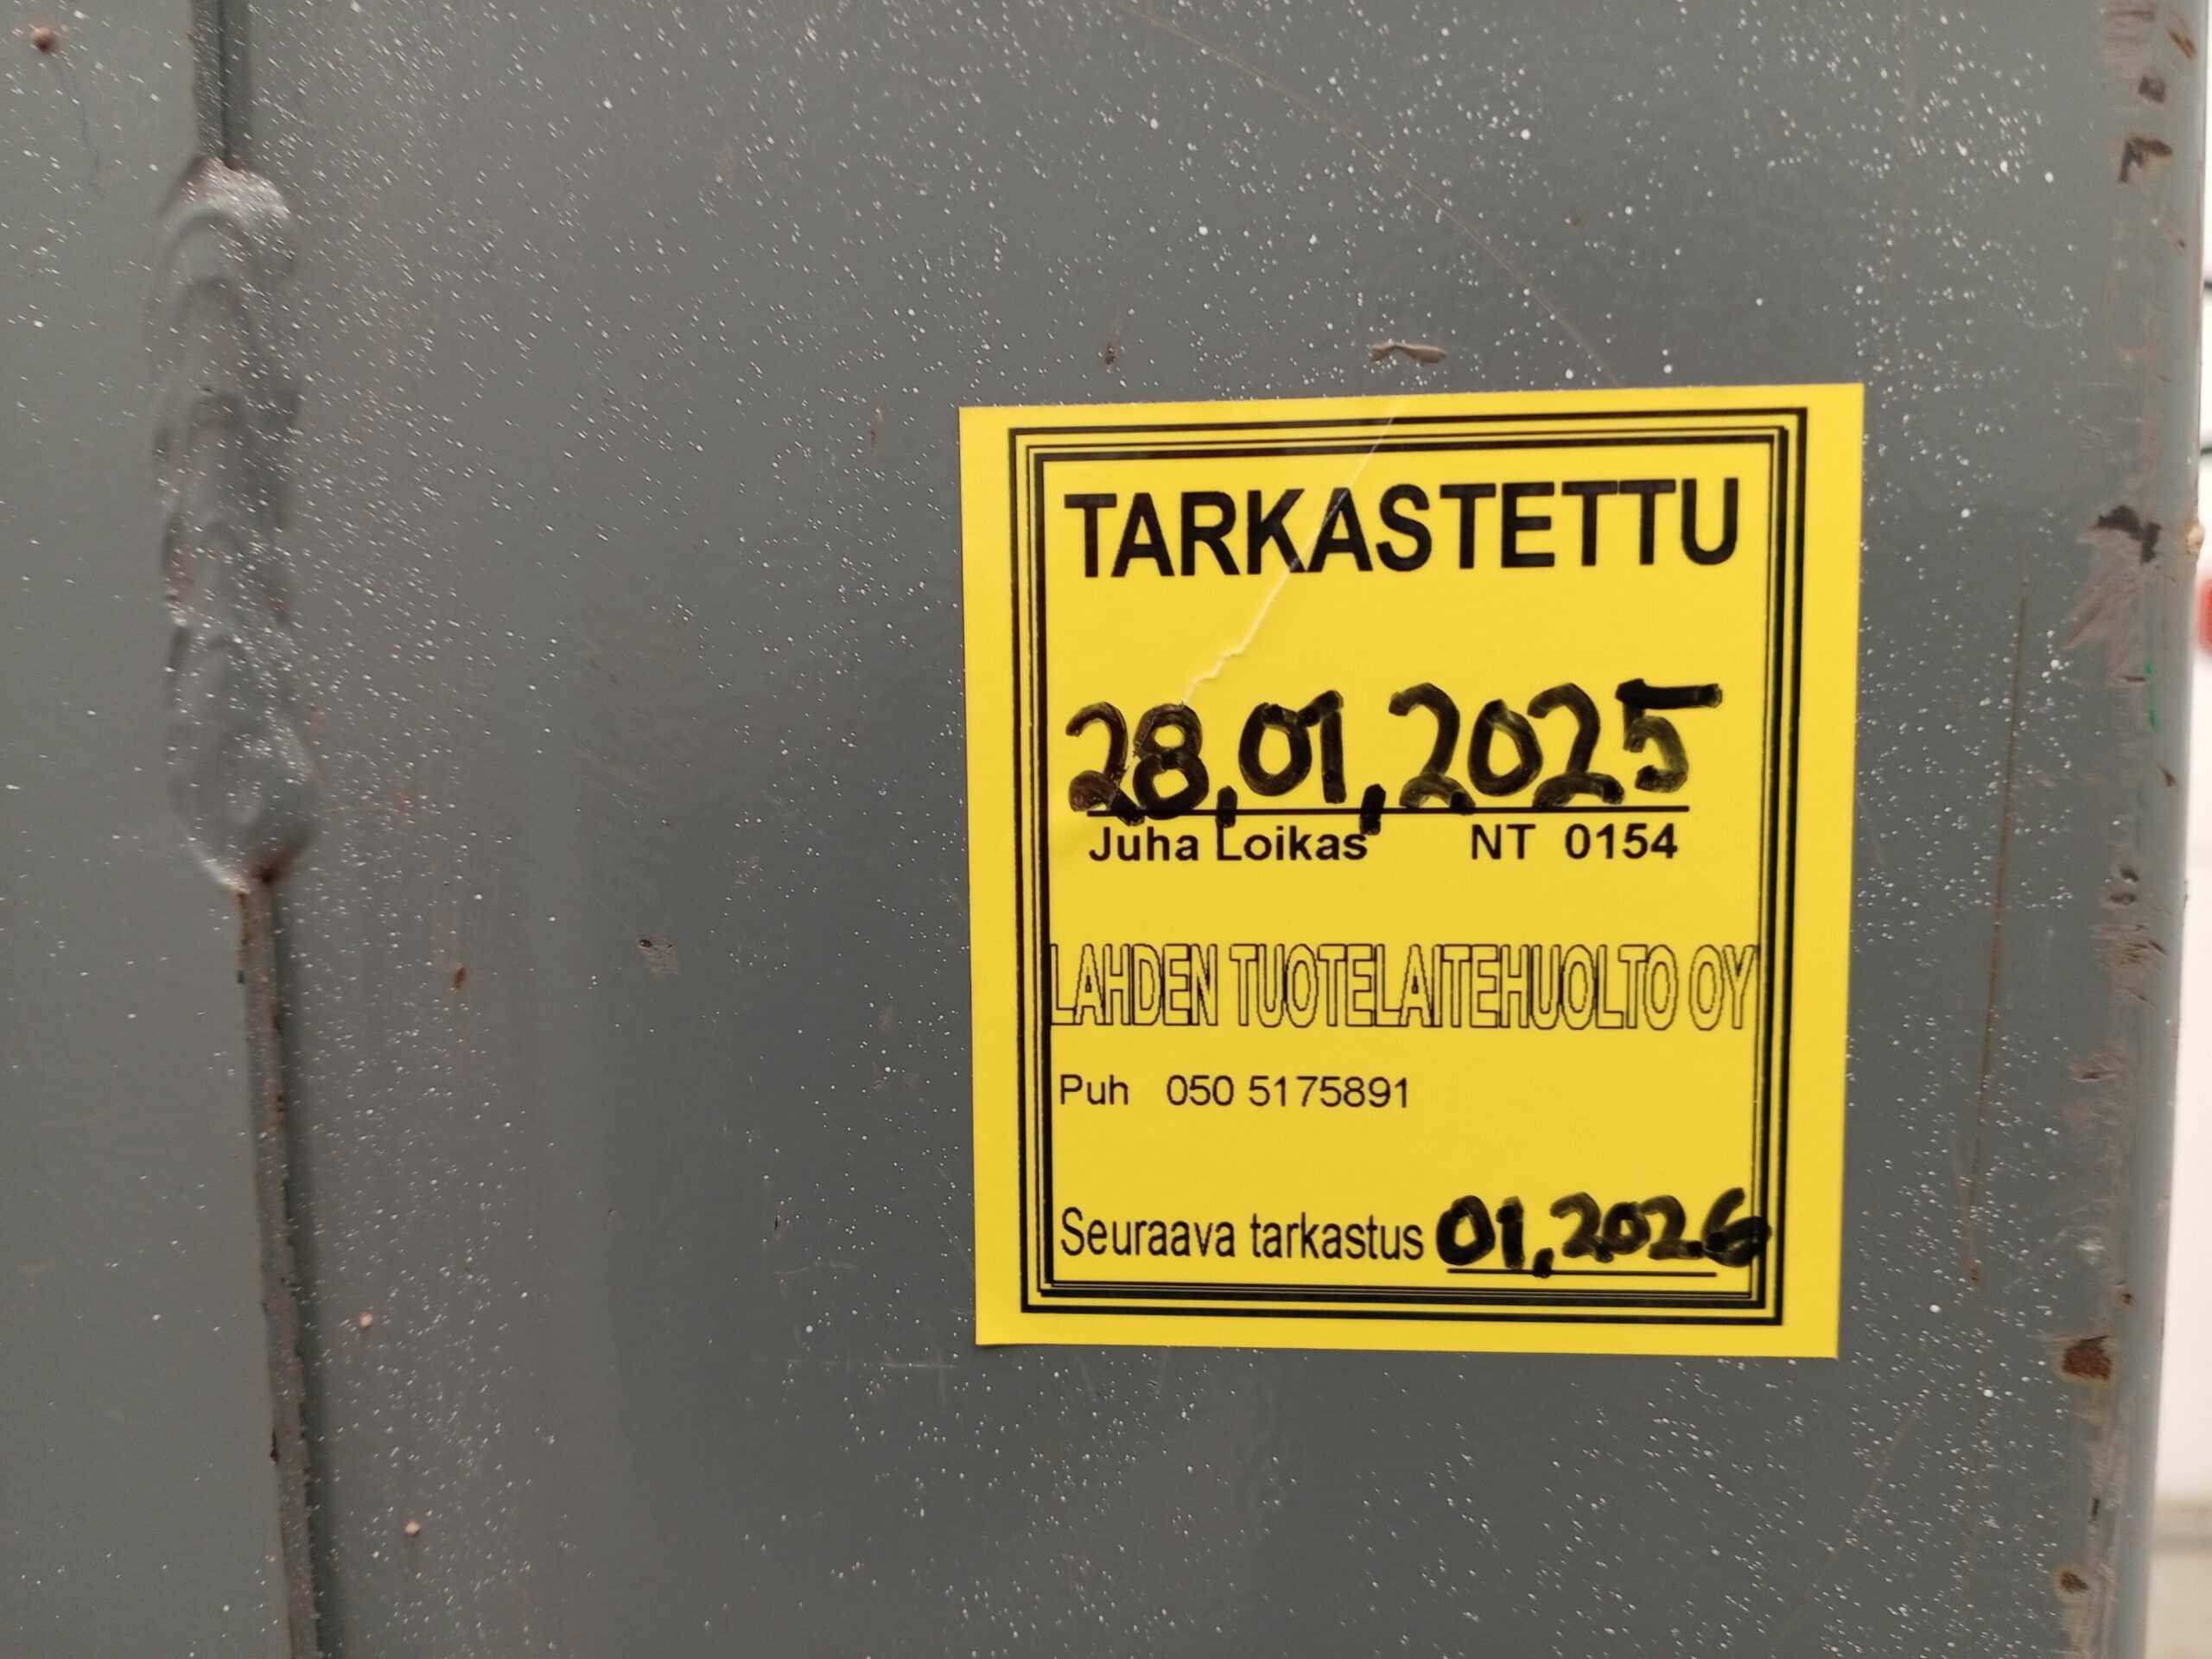 TARKASTETTU
28,01,2025
Juha Loikas NT 0154
LAHDEN TUOTELAITEHUOLTO OY
Puh 050 5175891
Seuraava tarkastus 01,2026